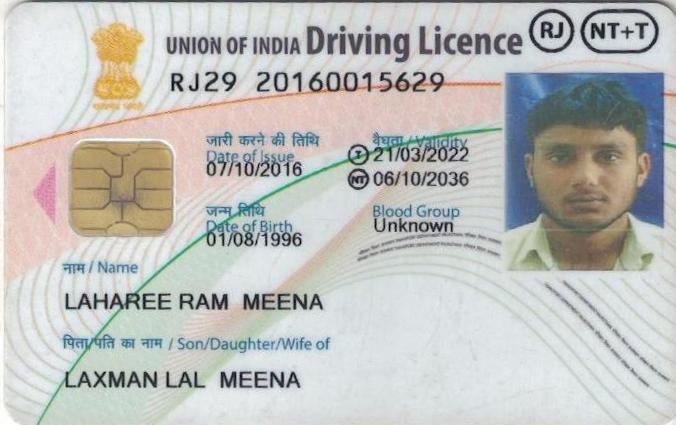 UNION OF INDIA Driving Licence RJ NT+T
RJ29 20160015629
जारी करने की तिथि
Date of Issue
07/10/2016
वैधता / Validity
T 21/03/2022
NT 06/10/2036
जन्म तिथि
Date of Birth
01/08/1996
Blood Group
Unknown
नाम / Name
LAHAREE RAM MEENA
पिता/पति का नाम / Son/Daughter/Wife of
LAXMAN LAL MEENA